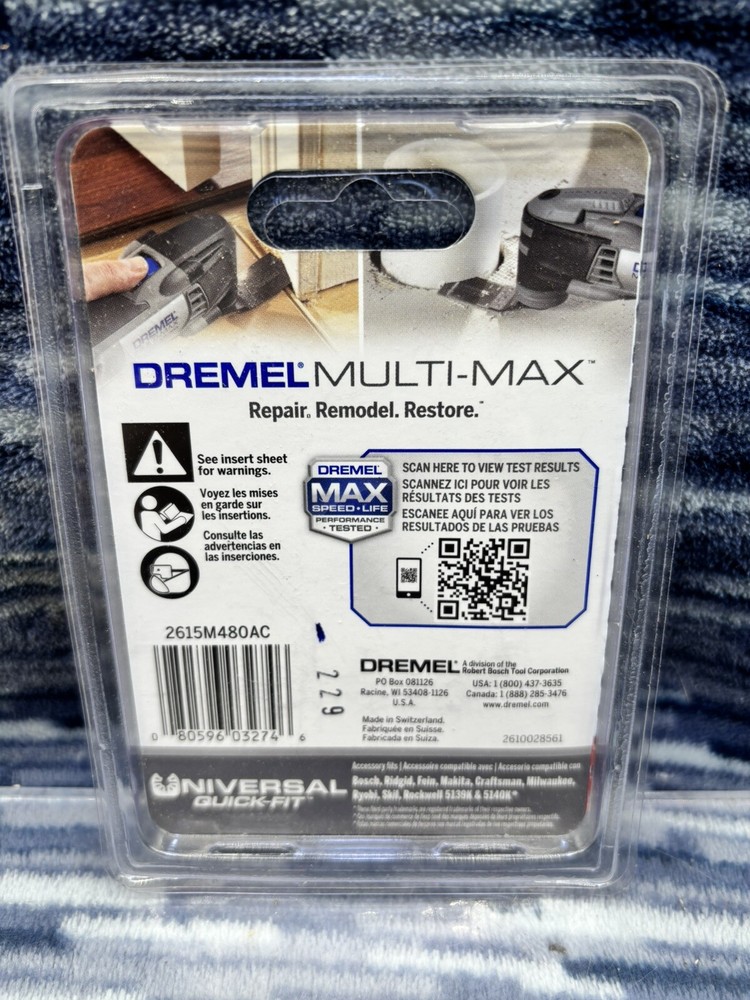 DREMEL
DREMEL® MULTI-MAX™
Repair. Remodel. Restore.™
See insert sheet
for warnings.
Voyez les mises
en garde sur
les insertions.
Consulte las
advertencias en
las inserciones.
DREMEL
MAX
SPEED • LIFE
PERFORMANCE
• TESTED •
SCAN HERE TO VIEW TEST RESULTS
SCANNEZ ICI POUR VOIR LES
RÉSULTATS DES TESTS
ESCANEE AQUÍ PARA VER LOS
RESULTADOS DE LAS PRUEBAS
2615M480AC
0 80596 03274 6
229
DREMEL® A division of the
Robert Bosch Tool Corporation
PO Box 081126
Racine, WI 53408-1126
U.S.A.
USA: 1 (800) 437-3635
Canada: 1 (888) 285-3476
www.dremel.com
Made in Switzerland.
Fabriquée en Suisse.
Fabricada en Suiza.
2610028561
UNIVERSAL
QUICK-FIT™
Accessory fits | Accessoire compatible avec | Accesorio compatible con
Bosch, Ridgid, Fein, Makita, Craftsman, Milwaukee,
Ryobi, Skil, Rockwell 5139K & 5140K*